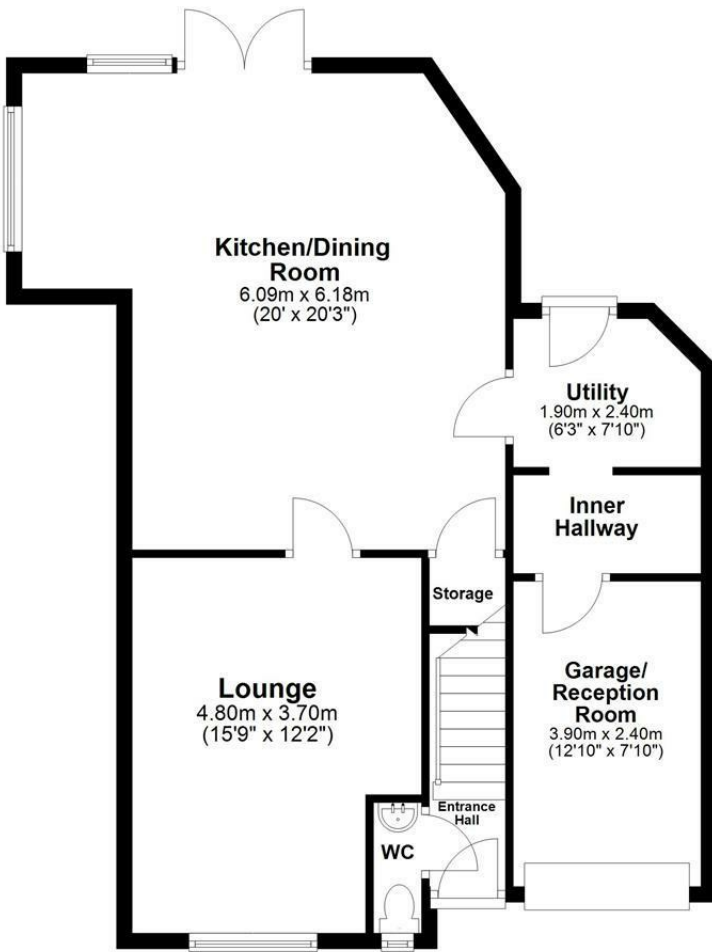 Kitchen/Dining
Room
6.09m x 6.18m
(20' x 20'3")
Utility
1.90m x 2.40m
(6'3" x 7'10")
Inner
Hallway
Storage
Lounge
4.80m x 3.70m
(15'9" x 12'2")
Garage/
Reception
Room
3.90m x 2.40m
(12'10" x 7'10")
Entrance
Hall
WC